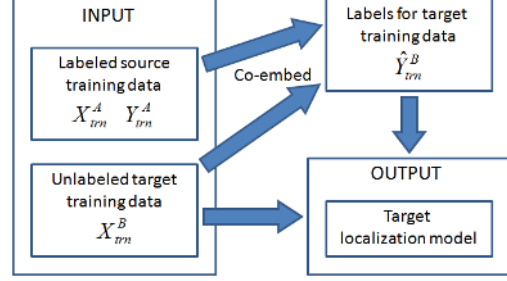 INPUT
Labeled source
training data
X^A_trn Y^A_trn
Unlabeled target
training data
X^B_trn
Co-embed
Labels for target
training data
Ŷ^B_trn
OUTPUT
Target
localization model